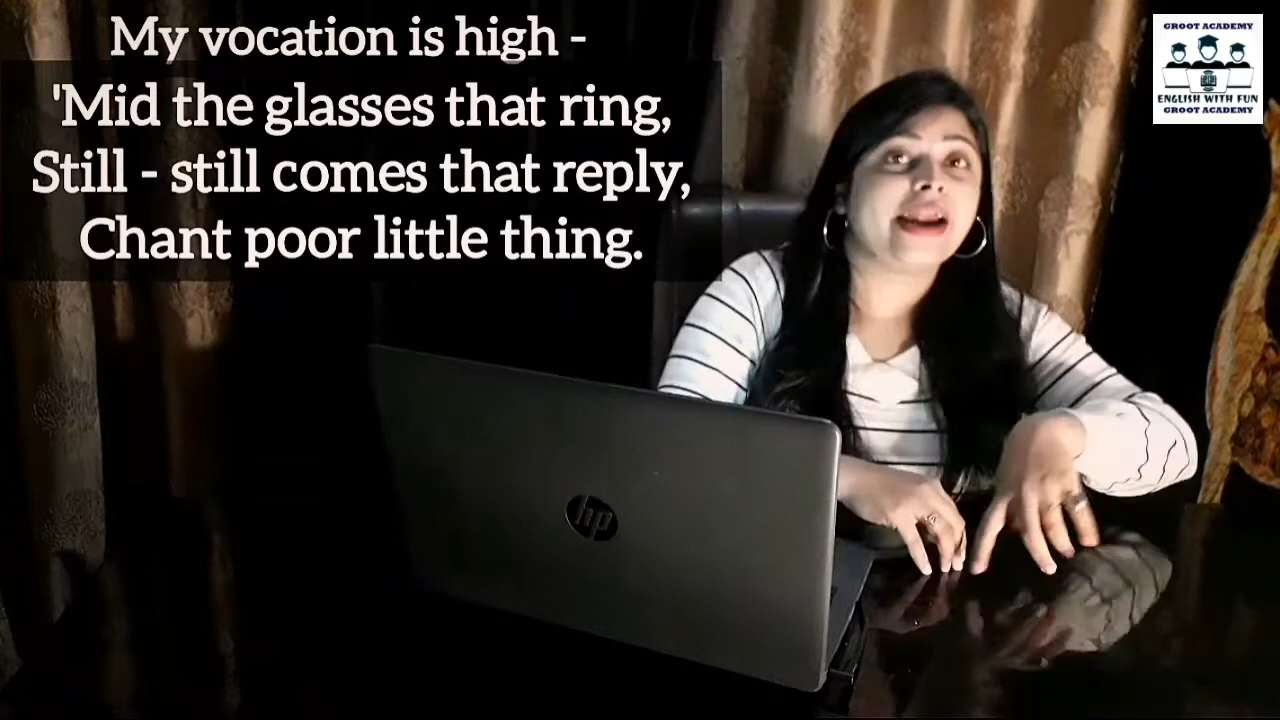 My vocation is high -
'Mid the glasses that ring,
Still - still comes that reply,
Chant poor little thing.
GROOT ACADEMY
ENGLISH WITH FUN
GROOT ACADEMY
hp